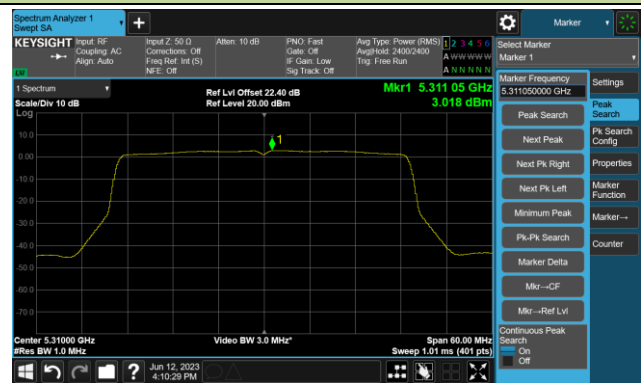 Spectrum Analyzer 1
Swept SA
Marker
KEYSIGHT
Input: RF
Coupling: AC
Align: Auto
Input Z: 50 Ω
Corrections: Off
Freq Ref: Int (S)
NFE: Off
Atten: 10 dB
PNO: Fast
Gate: Off
IF Gain: Low
Sig Track: Off
Avg Type: Power (RMS)
Avg|Hold: 2400/2400
Trig: Free Run
1 2 3 4 5 6
A W W W W W
A N N N N N
LU
Select Marker
Marker 1
1 Spectrum
Scale/Div 10 dB
Log
Ref Lvl Offset 22.40 dB
Ref Level 20.00 dBm
Mkr1 5.311 05 GHz
3.018 dBm
1
10.0
0.00
-10.0
-20.0
-30.0
-40.0
-50.0
-60.0
-70.0
Center 5.31000 GHz
#Res BW 1.0 MHz
Video BW 3.0 MHz*
Span 60.00 MHz
Sweep 1.01 ms (401 pts)
Marker Frequency
5.311050000 GHz
Peak Search
Next Peak
Next Pk Right
Next Pk Left
Minimum Peak
Pk-Pk Search
Marker Delta
Mkr→CF
Mkr→Ref Lvl
Continuous Peak
Search
On
Off
Settings
Peak
Search
Pk Search
Config
Properties
Marker
Function
Marker→
Counter
?
Jun 12, 2023
4:10:29 PM